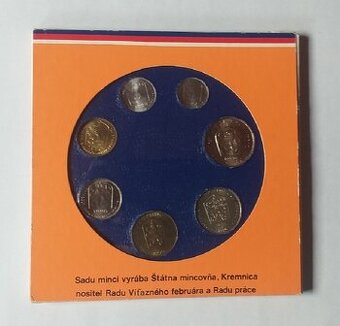 Sadu mincí vyrába Štátna mincovňa, Kremnica
nositeľ Radu Víťazného februára a Radu práce